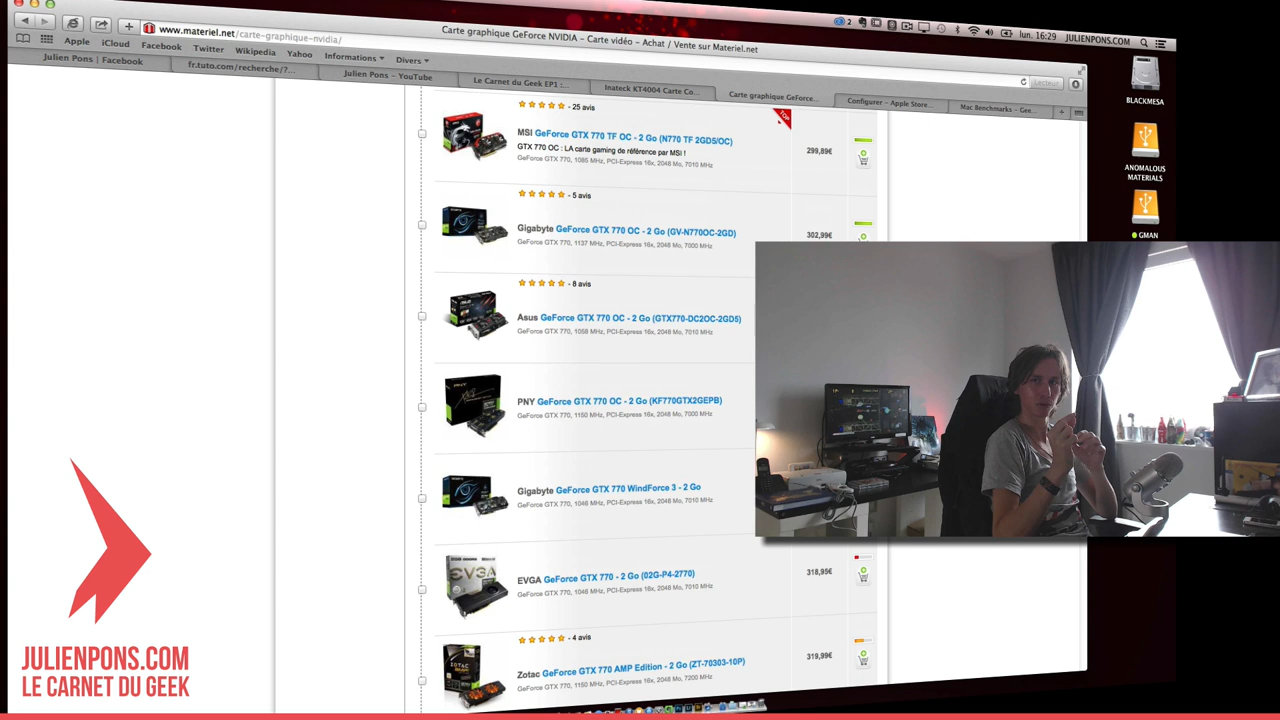 www.materiel.net/carte-graphique-nvidia/
Carte graphique GeForce NVIDIA – Carte vidéo – Achat / Vente sur Materiel.net
2
lun. 16:29
JULIENPONS.COM
Apple
iCloud
Facebook
Twitter
Wikipedia
Yahoo
Informations
Divers
Lecteur
Julien Pons | Facebook
fr.tuto.com/recherche/?...
Julien Pons – YouTube
Le Carnet du Geek EP1 :...
Inateck KT4004 Carte Co...
Carte graphique GeForce...
Configurer – Apple Store...
Mac Benchmarks – Gee...
BLACKMESA
ANOMALOUS
MATERIALS
GMAN
- 25 avis
TOP
MSI GeForce GTX 770 TF OC - 2 Go (N770 TF 2GD5/OC)
GTX 770 OC : LA carte gaming de référence par MSI !
GeForce GTX 770, 1085 MHz, PCI-Express 16x, 2048 Mo, 7010 MHz
299,89€
- 5 avis
Gigabyte GeForce GTX 770 OC - 2 Go (GV-N770OC-2GD)
GeForce GTX 770, 1137 MHz, PCI-Express 16x, 2048 Mo, 7000 MHz
302,99€
- 8 avis
Asus GeForce GTX 770 OC - 2 Go (GTX770-DC2OC-2GD5)
GeForce GTX 770, 1058 MHz, PCI-Express 16x, 2048 Mo, 7010 MHz
PNY GeForce GTX 770 OC - 2 Go (KF770GTX2GEPB)
GeForce GTX 770, 1150 MHz, PCI-Express 16x, 2048 Mo, 7000 MHz
Gigabyte GeForce GTX 770 WindForce 3 - 2 Go
GeForce GTX 770, 1046 MHz, PCI-Express 16x, 2048 Mo, 7010 MHz
EVGA
EVGA GeForce GTX 770 - 2 Go (02G-P4-2770)
GeForce GTX 770, 1046 MHz, PCI-Express 16x, 2048 Mo, 7010 MHz
318,95€
- 4 avis
ZOTAC
Zotac GeForce GTX 770 AMP Edition - 2 Go (ZT-70303-10P)
GeForce GTX 770, 1150 MHz, PCI-Express 16x, 2048 Mo, 7200 MHz
319,99€
JULIENPONS.COM
LE CARNET DU GEEK